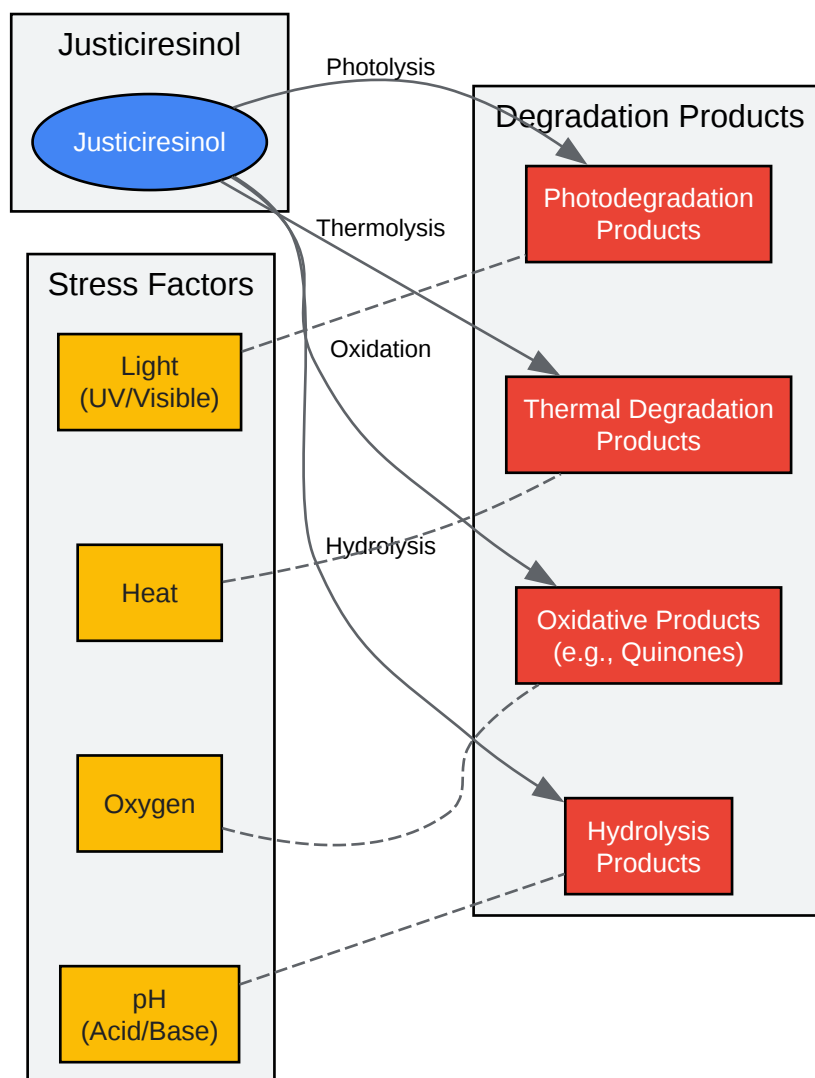 Justiciresinol
Justiciresinol
Photolysis
Thermolysis
Oxidation
Hydrolysis
Stress Factors
Light
(UV/Visible)
Heat
Oxygen
pH
(Acid/Base)
Degradation Products
Photodegradation
Products
Thermal Degradation
Products
Oxidative Products
(e.g., Quinones)
Hydrolysis
Products